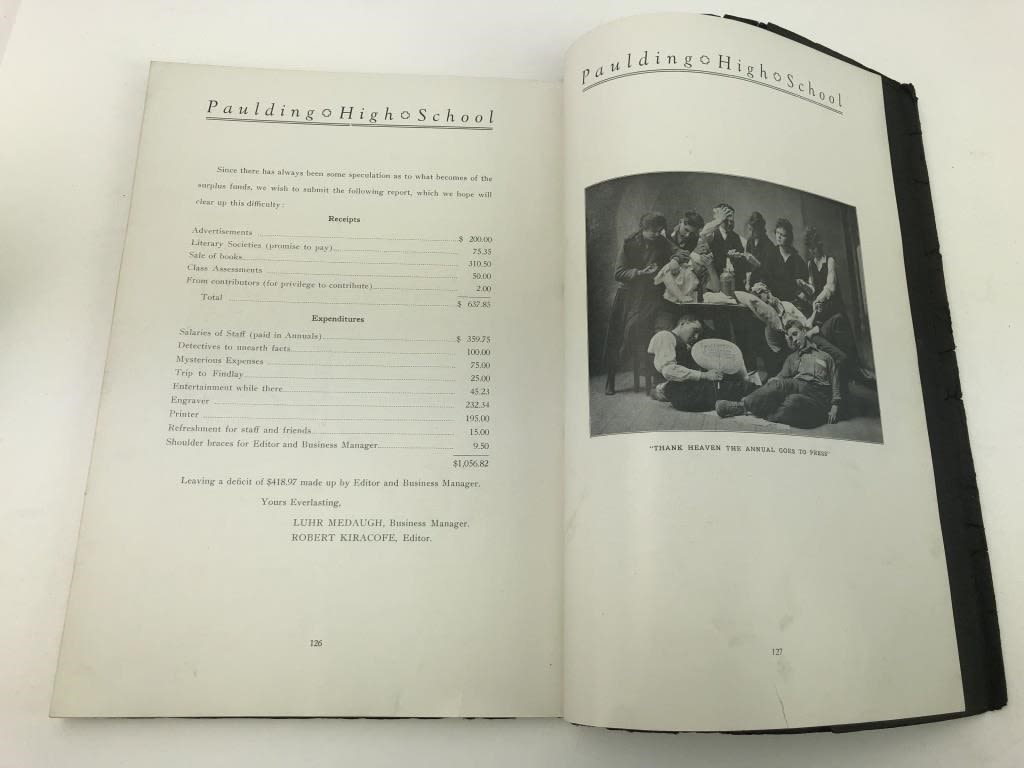 Paulding High School
Since there has always been some speculation as to what becomes of the
surplus funds, we wish to submit the following report, which we hope will
clear up this difficulty:
Receipts
Advertisements $ 200.00
Literary Societies (promise to pay) 75.35
Sale of books 310.50
Class Assessments 50.00
From contributors (for privilege to contribute) 2.00
Total $ 637.85
Expenditures
Salaries of Staff (paid in Annuals) $ 359.75
Detectives to unearth facts 100.00
Mysterious Expenses 75.00
Trip to Findlay 25.00
Entertainment while there 45.23
Engraver 232.34
Printer 195.00
Refreshment for staff and friends 15.00
Shoulder braces for Editor and Business Manager 9.50
$1,056.82
Leaving a deficit of $418.97 made up by Editor and Business Manager.
Yours Everlasting,
LUHR MEDAUGH, Business Manager.
ROBERT KIRACOFE, Editor.
126
Paulding High School
"THANK HEAVEN THE ANNUAL GOES TO PRESS"
127